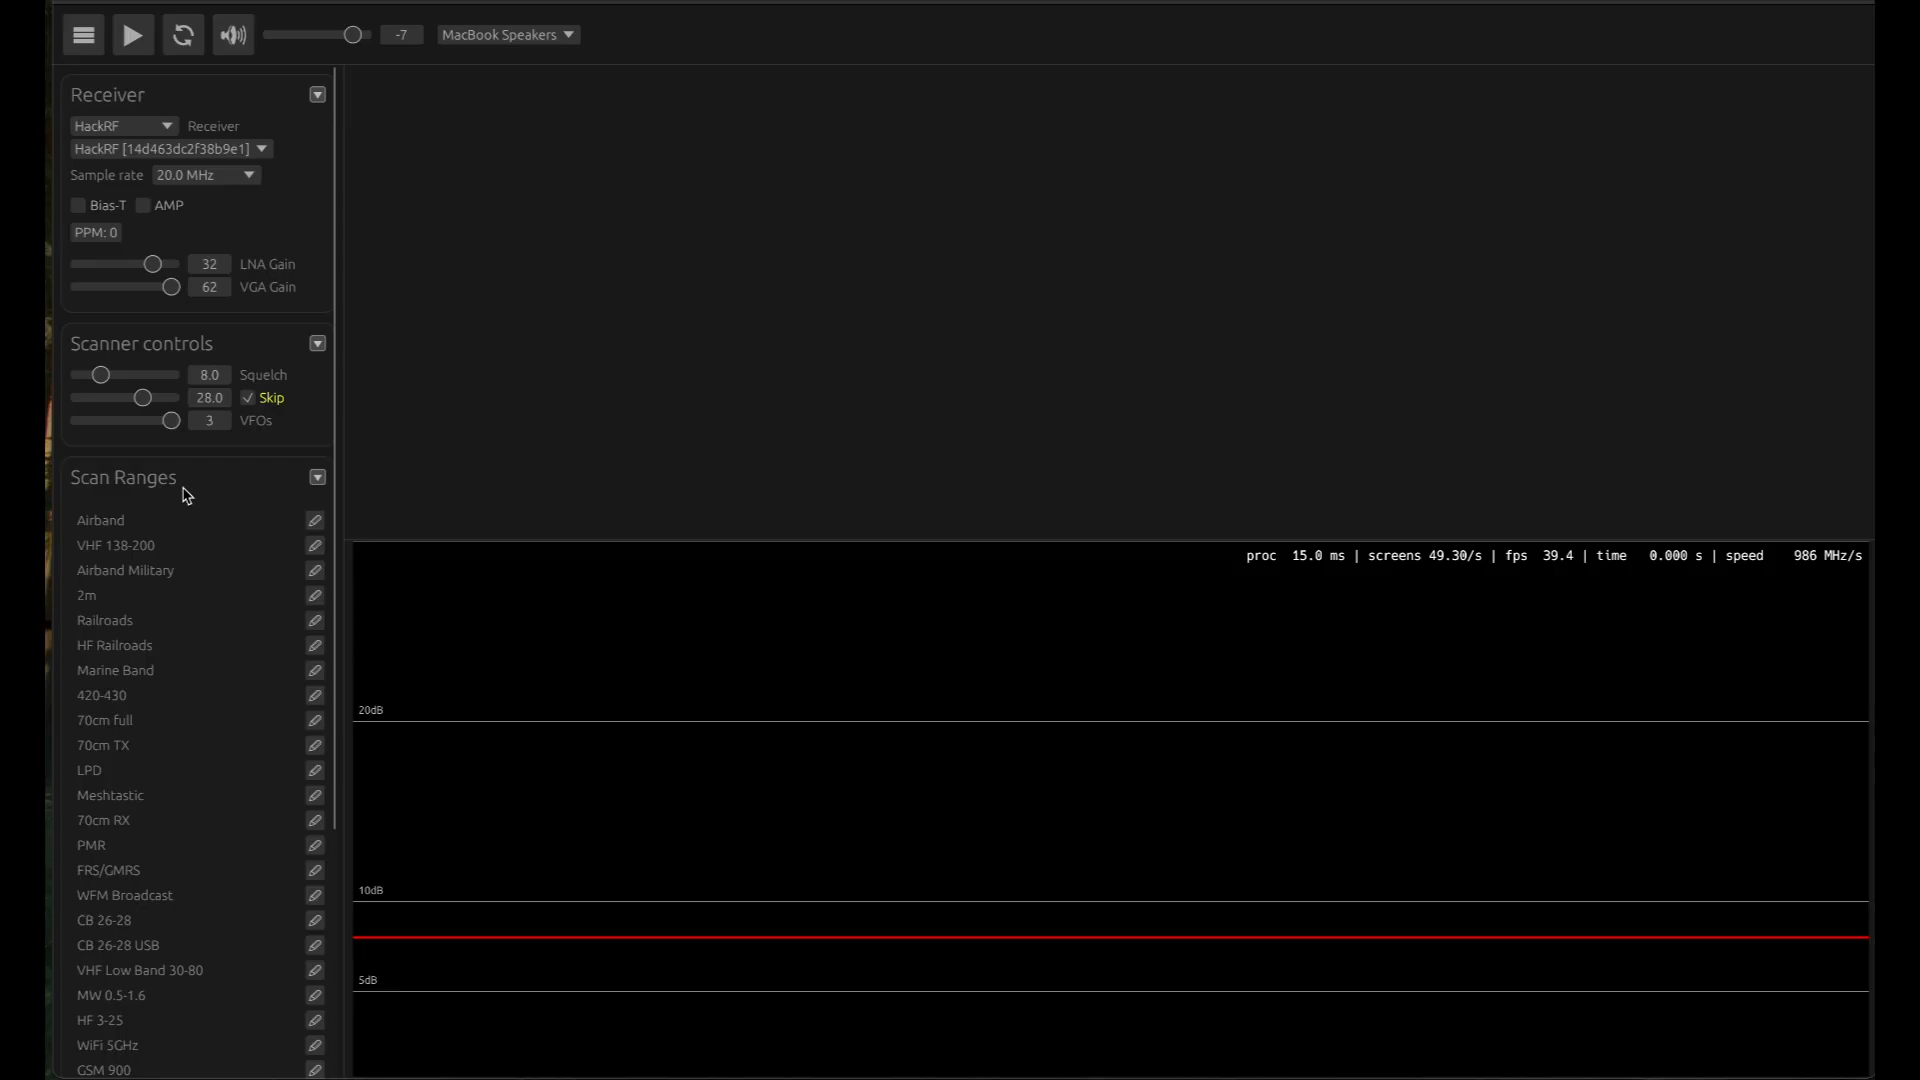 -7 MacBook Speakers
Receiver
HackRF Receiver
HackRF [14d463dc2f38b9e1]
Sample rate 20.0 MHz
Bias-T AMP
PPM: 0
32 LNA Gain
62 VGA Gain
Scanner controls
8.0 Squelch
28.0 Skip
3 VFOs
Scan Ranges
Airband
VHF 138-200
Airband Military
2m
Railroads
HF Railroads
Marine Band
420-430
70cm full
70cm TX
LPD
Meshtastic
70cm RX
PMR
FRS/GMRS
WFM Broadcast
CB 26-28
CB 26-28 USB
VHF Low Band 30-80
MW 0.5-1.6
HF 3-25
WiFi 5GHz
GSM 900
proc 15.0 ms | screens 49.30/s | fps 39.4 | time 0.000 s | speed 986 MHz/s
20dB
10dB
5dB